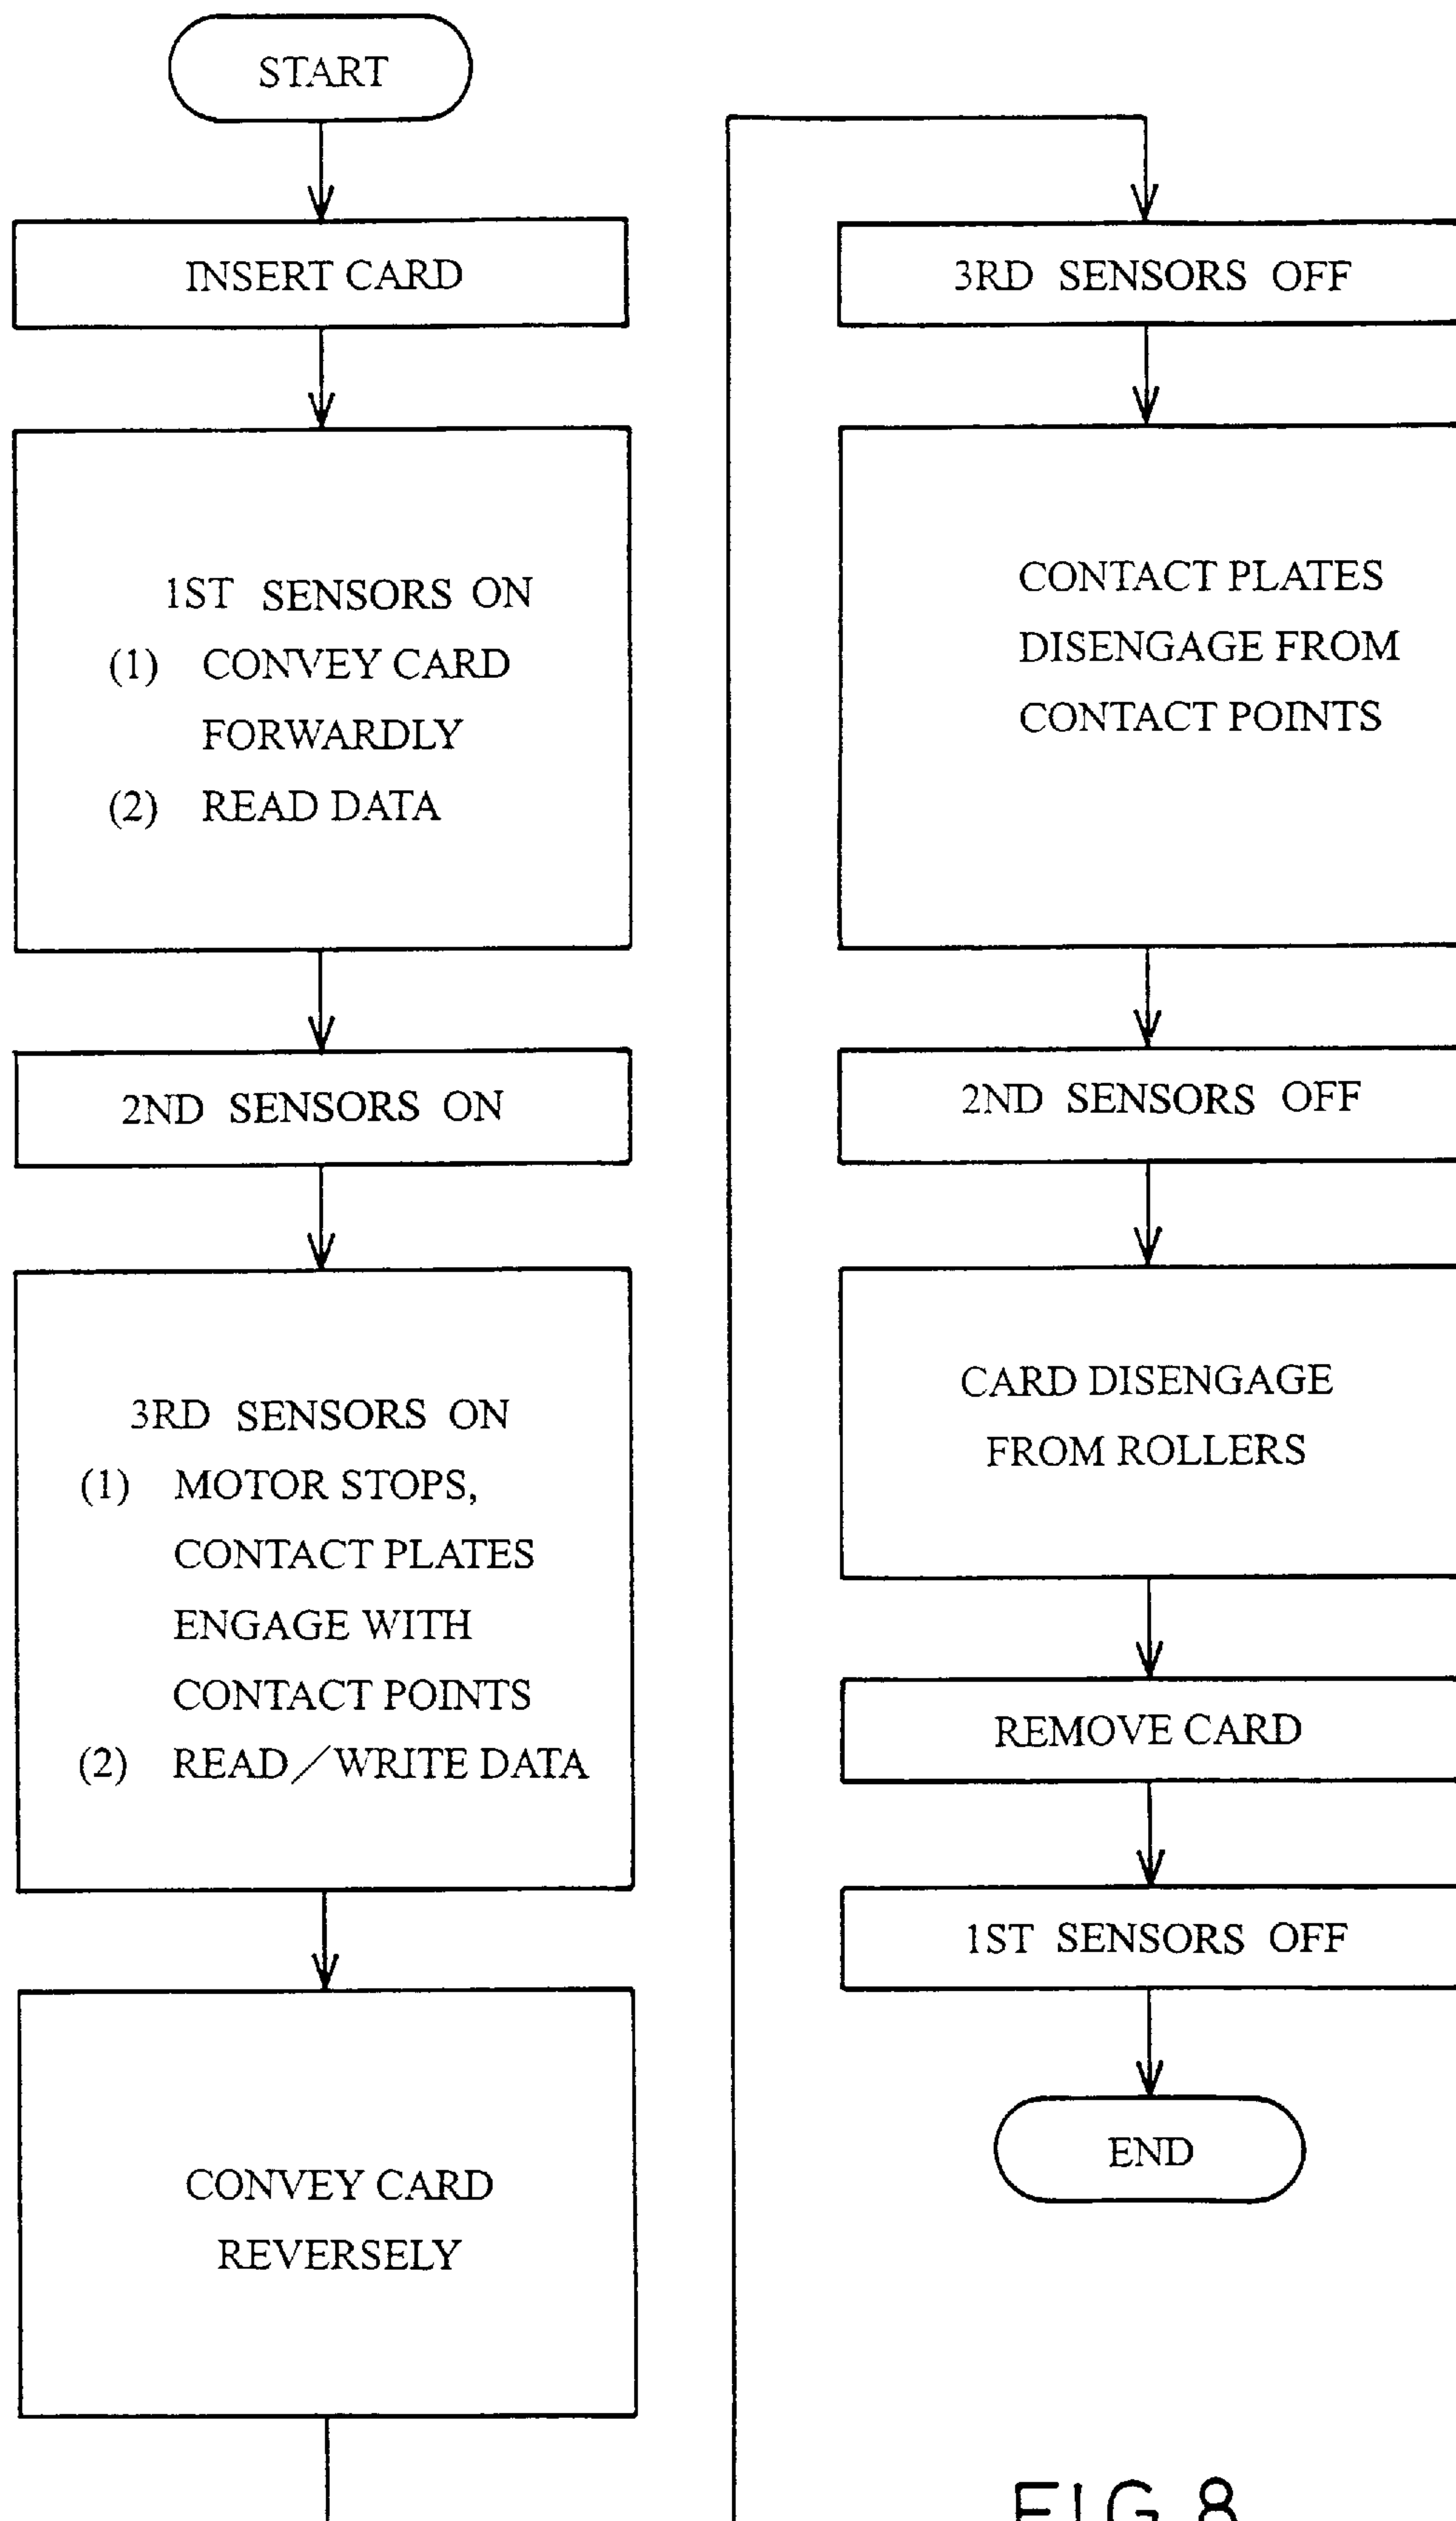 START
INSERT CARD
1ST SENSORS ON
(1) CONVEY CARD
FORWARDLY
(2) READ DATA
2ND SENSORS ON
3RD SENSORS ON
(1) MOTOR STOPS,
CONTACT PLATES
ENGAGE WITH
CONTACT POINTS
(2) READ／WRITE DATA
CONVEY CARD
REVERSELY
3RD SENSORS OFF
CONTACT PLATES
DISENGAGE FROM
CONTACT POINTS
2ND SENSORS OFF
CARD DISENGAGE
FROM ROLLERS
REMOVE CARD
1ST SENSORS OFF
END
FIG.8